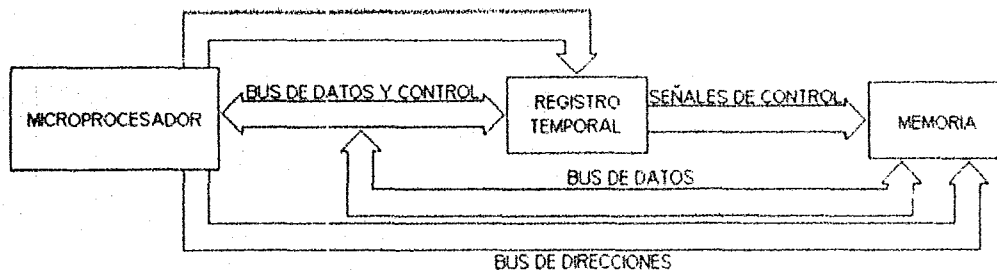 MICROPROCESADOR
BUS DE DATOS Y CONTROL
REGISTRO
TEMPORAL
SEÑALES DE CONTROL
MEMORIA
BUS DE DATOS
BUS DE DIRECCIONES